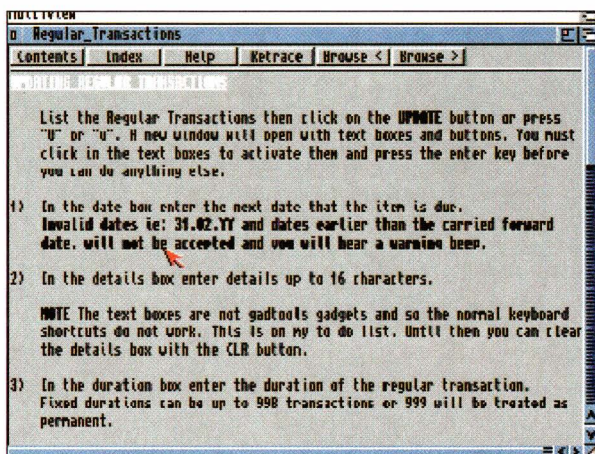 MultiView
Regular_Transactions
Contents Index Help Retrace Browse < Browse >
UPDATING REGULAR TRANSACTIONS
List the Regular Transactions then click on the UPDATE button or press
"U" or "u". A new window will open with text boxes and buttons. You must
click in the text boxes to activate them and press the enter key before
you can do anything else.
1) In the date box enter the next date that the item is due.
Invalid dates ie: 31.02.YY and dates earlier than the carried forward
date, will not be accepted and you will hear a warning beep.
2) In the details box enter details up to 16 characters.
NOTE The text boxes are not gadtools gadgets and so the normal keyboard
shortcuts do not work. This is on my to do list. Until then you can clear
the details box with the CLR button.
3) In the duration box enter the duration of the regular transaction.
Fixed durations can be up to 998 transactions or 999 will be treated as
permanent.